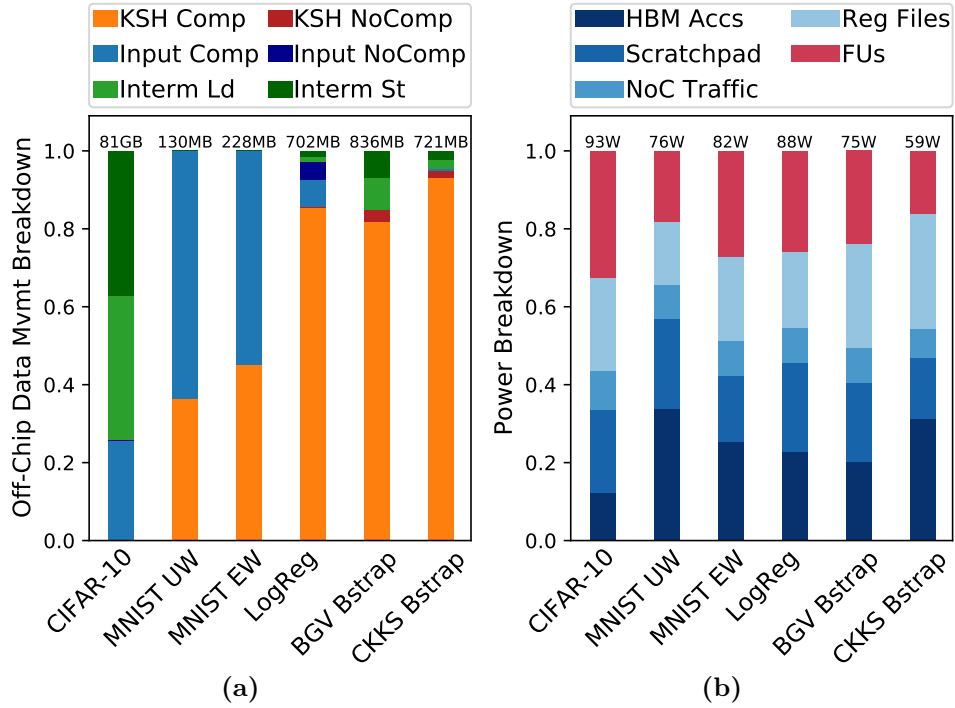 KSH Comp
KSH NoComp
Input Comp
Input NoComp
Interm Ld
Interm St
Off-Chip Data Mvmt Breakdown
1.0
0.8
0.6
0.4
0.2
0.0
81GB
130MB
228MB
702MB
836MB
721MB
CIFAR-10
MNIST UW
MNIST EW
LogReg
BGV Bstrap
CKKS Bstrap
(a)
HBM Accs
Reg Files
Scratchpad
FUs
NoC Traffic
Power Breakdown
1.0
0.8
0.6
0.4
0.2
0.0
93W
76W
82W
88W
75W
59W
CIFAR-10
MNIST UW
MNIST EW
LogReg
BGV Bstrap
CKKS Bstrap
(b)